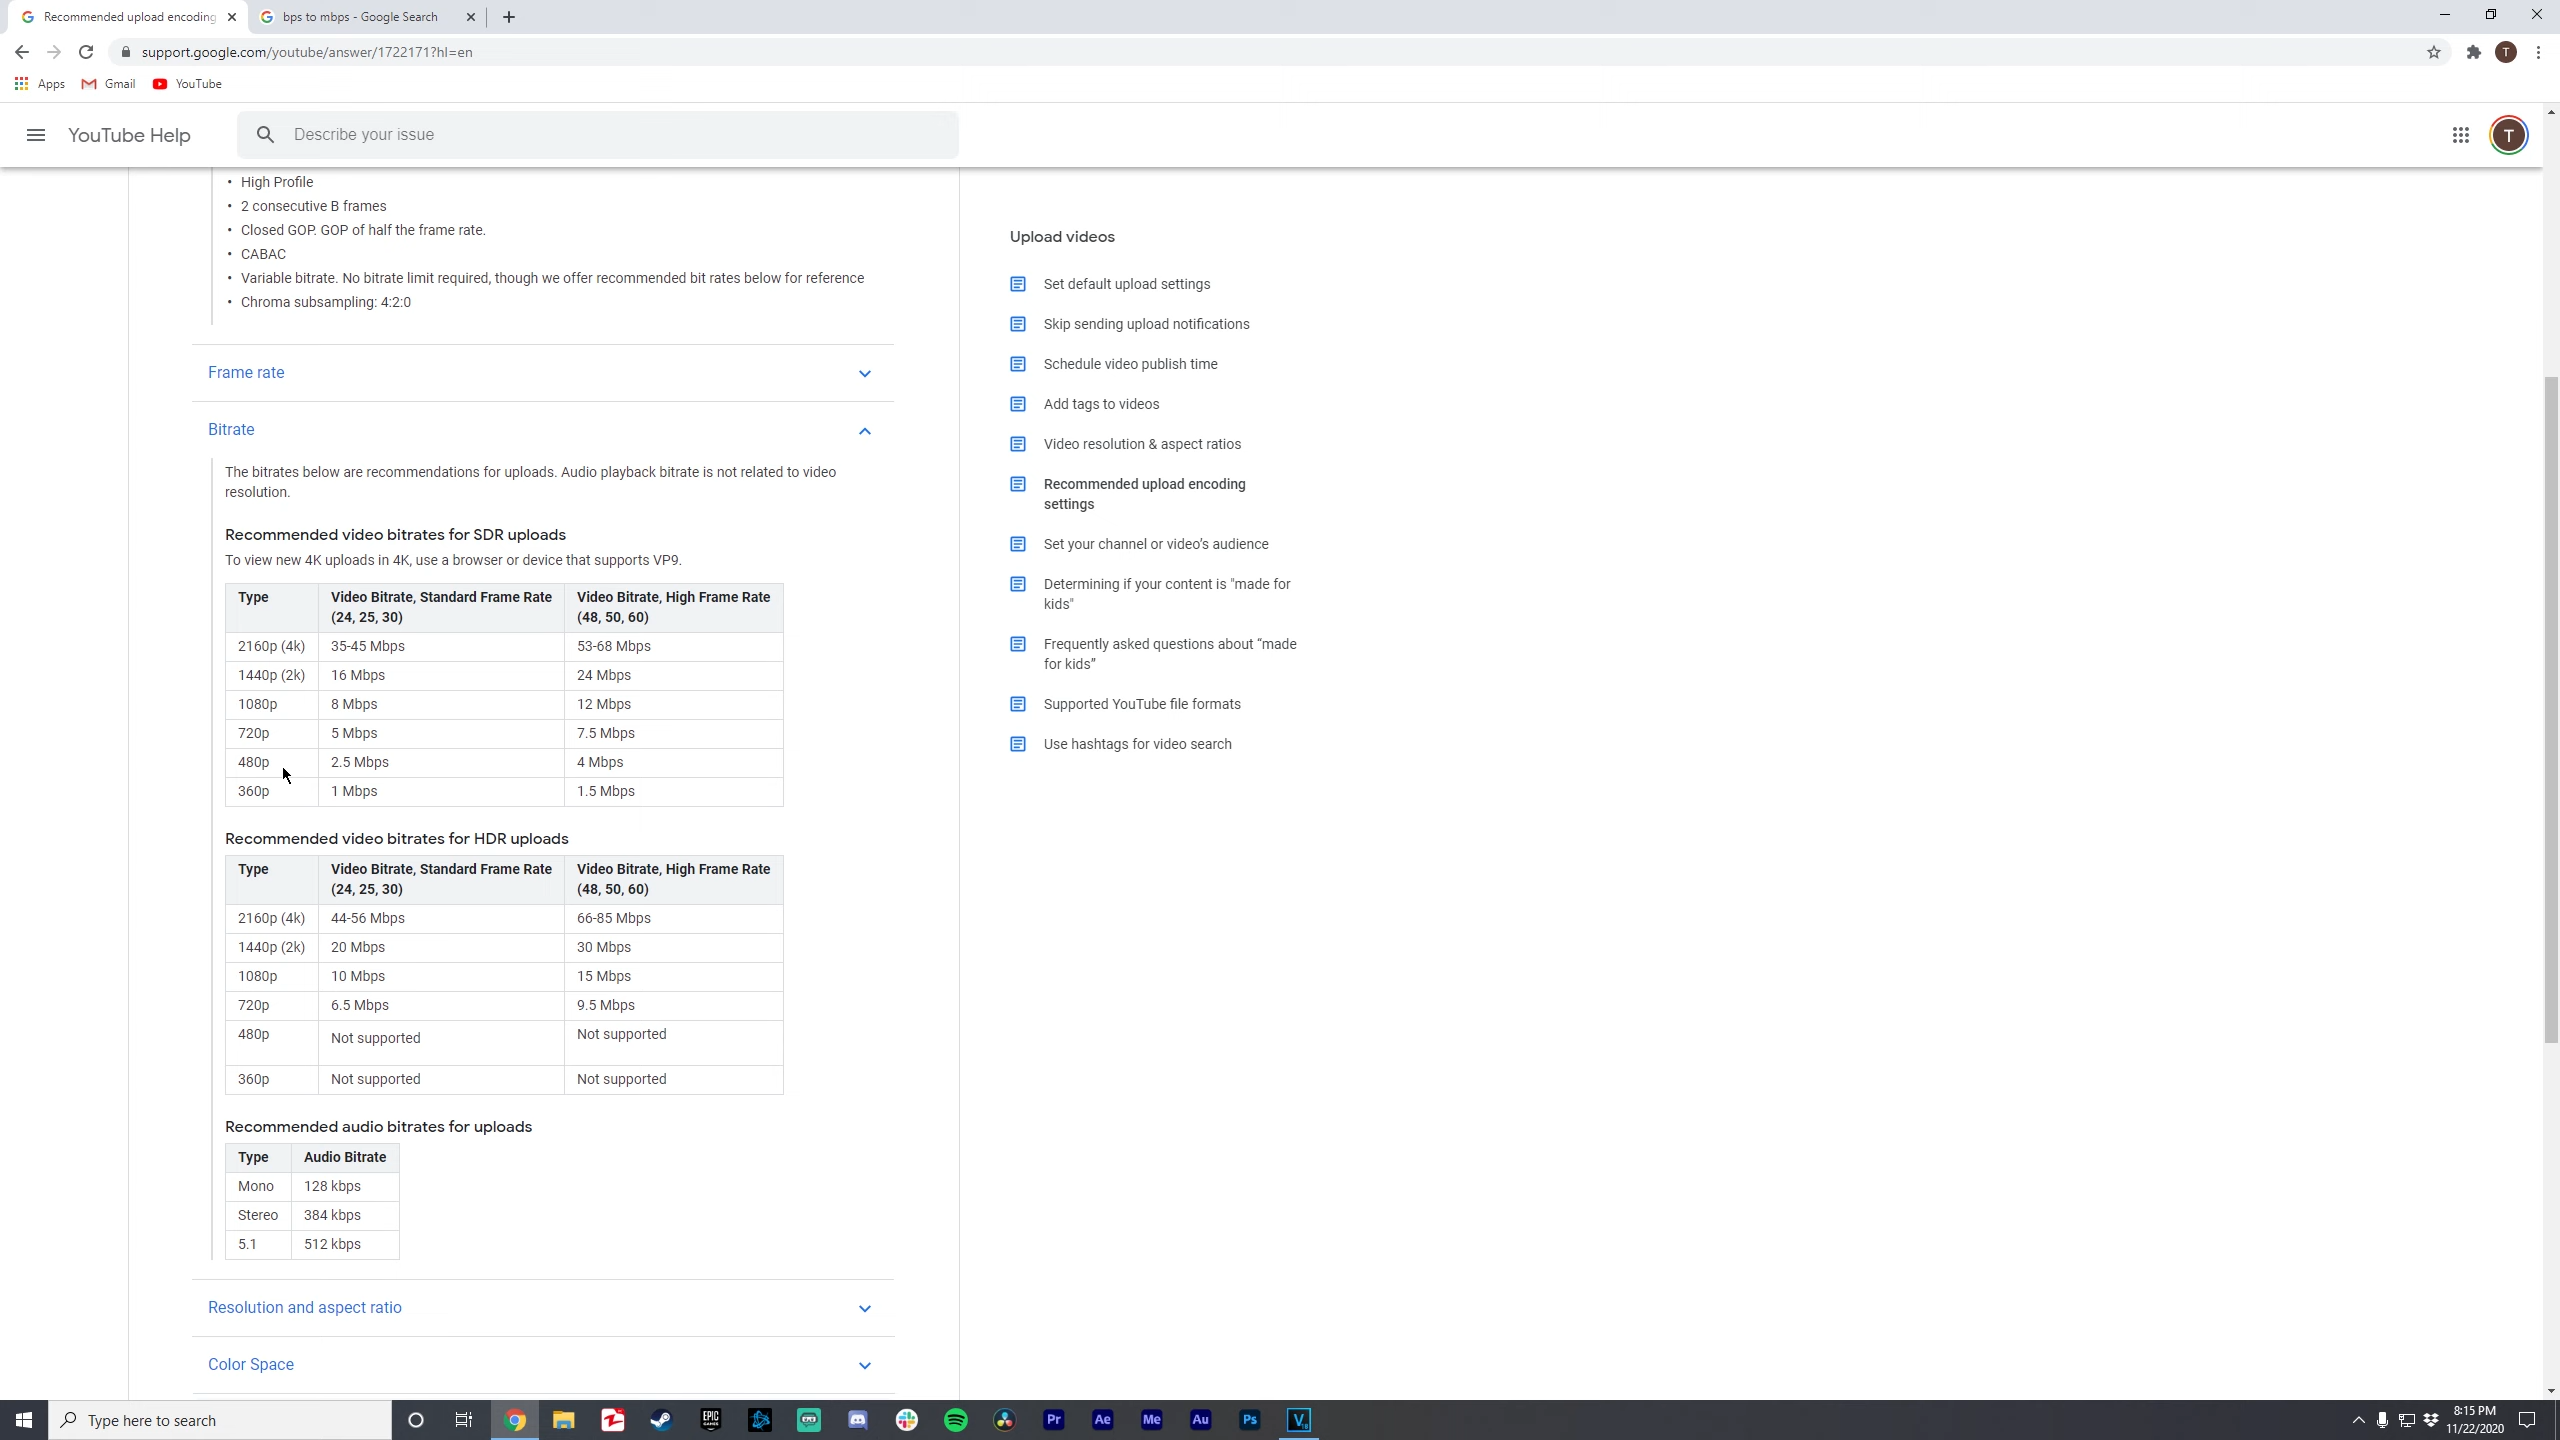 Recommended upload encoding
bps to mbps - Google Search
support.google.com/youtube/answer/1722171?hl=en
T
Apps
Gmail
YouTube
YouTube Help
Describe your issue
T
• High Profile
• 2 consecutive B frames
• Closed GOP. GOP of half the frame rate.
• CABAC
• Variable bitrate. No bitrate limit required, though we offer recommended bit rates below for reference
• Chroma subsampling: 4:2:0
Frame rate
Bitrate
The bitrates below are recommendations for uploads. Audio playback bitrate is not related to video
resolution.
Recommended video bitrates for SDR uploads
To view new 4K uploads in 4K, use a browser or device that supports VP9.
Type Video Bitrate, Standard Frame Rate Video Bitrate, High Frame Rate
(24, 25, 30) (48, 50, 60)
2160p (4k) 35-45 Mbps 53-68 Mbps
1440p (2k) 16 Mbps 24 Mbps
1080p 8 Mbps 12 Mbps
720p 5 Mbps 7.5 Mbps
480p 2.5 Mbps 4 Mbps
360p 1 Mbps 1.5 Mbps
Recommended video bitrates for HDR uploads
Type Video Bitrate, Standard Frame Rate Video Bitrate, High Frame Rate
(24, 25, 30) (48, 50, 60)
2160p (4k) 44-56 Mbps 66-85 Mbps
1440p (2k) 20 Mbps 30 Mbps
1080p 10 Mbps 15 Mbps
720p 6.5 Mbps 9.5 Mbps
480p Not supported Not supported
360p Not supported Not supported
Recommended audio bitrates for uploads
Type Audio Bitrate
Mono 128 kbps
Stereo 384 kbps
5.1 512 kbps
Resolution and aspect ratio
Color Space
Upload videos
Set default upload settings
Skip sending upload notifications
Schedule video publish time
Add tags to videos
Video resolution & aspect ratios
Recommended upload encoding
settings
Set your channel or video's audience
Determining if your content is "made for
kids"
Frequently asked questions about “made
for kids”
Supported YouTube file formats
Use hashtags for video search
Type here to search
EPIC
GAMES
Pr
Ae
Me
Au
Ps
V
8:15 PM
11/22/2020